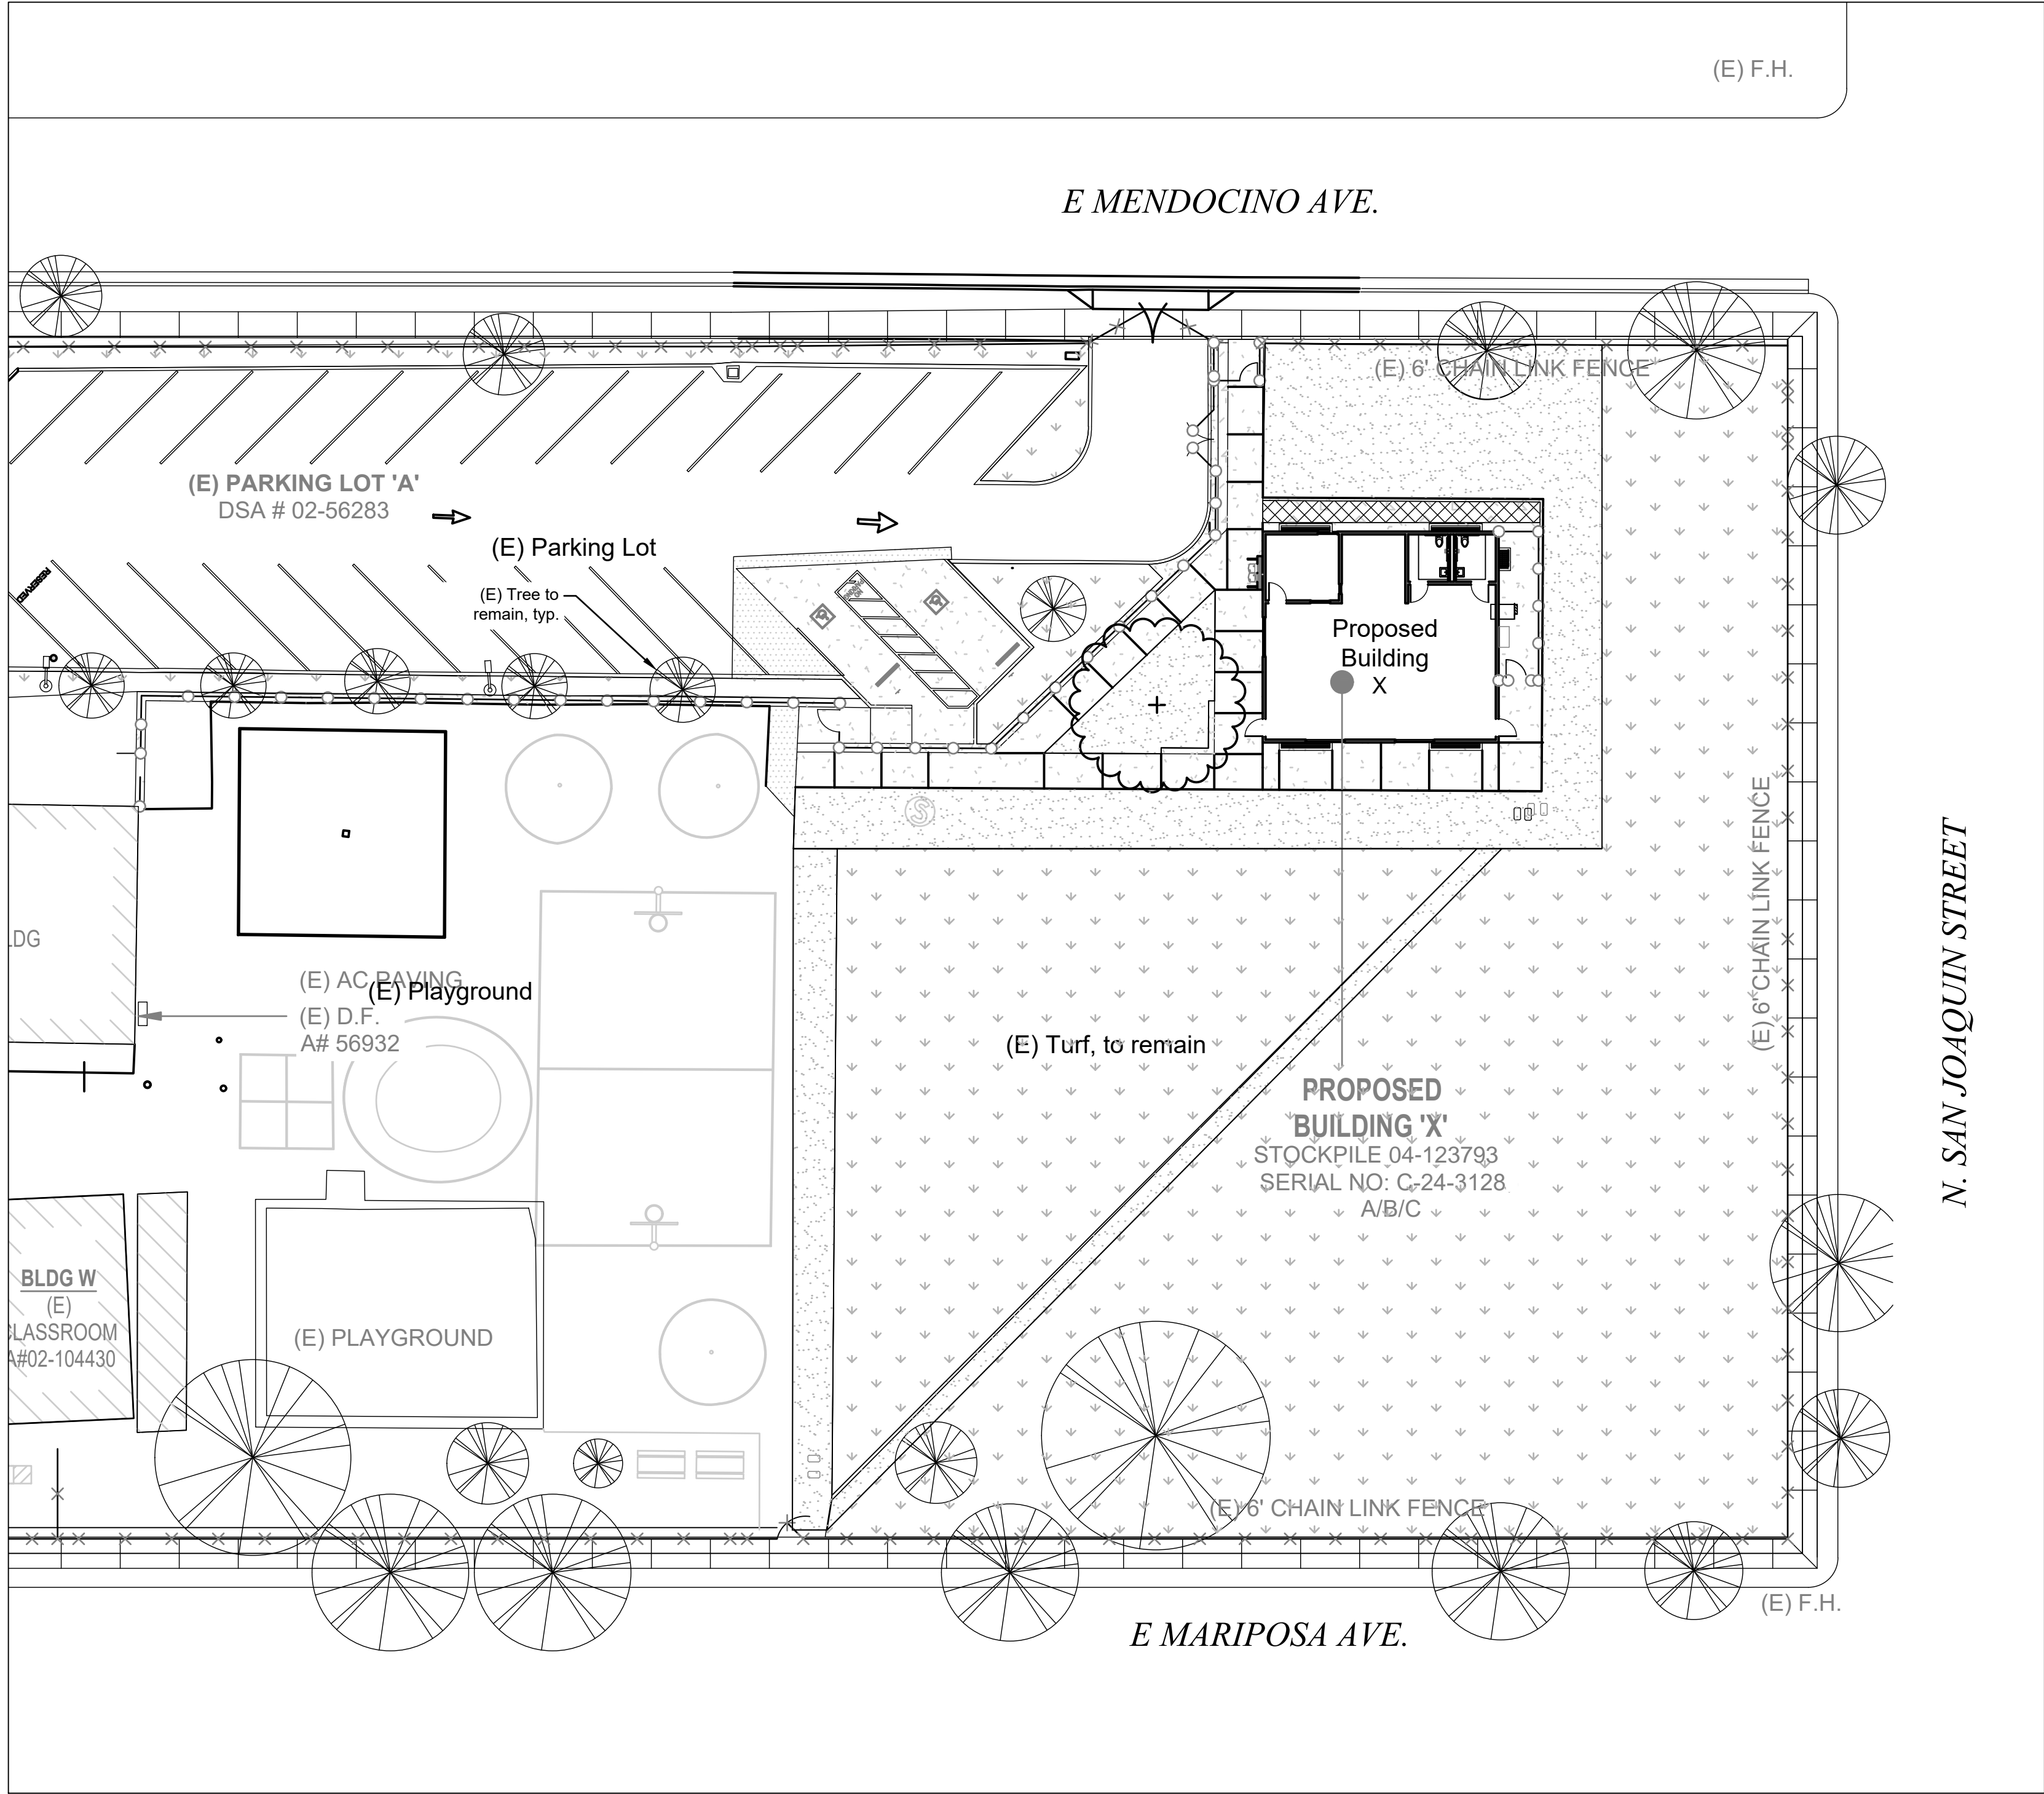 (E) F.H.
E MENDOCINO AVE.
(E) 6' CHAIN LINK FENCE
(E) PARKING LOT 'A'
DSA # 02-56283
(E) Parking Lot
(E) Tree to
remain, typ.
RESERVED
Proposed
Building
X
(E) 6' CHAIN LINK FENCE
N. SAN JOAQUIN STREET
LDG
(E) AC PAVING
(E) Playground
(E) D.F.
A# 56932
(E) Turf, to remain
PROPOSED
BUILDING 'X'
STOCKPILE 04-123793
SERIAL NO: C-24-3128
A/B/C
BLDG W
(E)
CLASSROOM
A#02-104430
(E) PLAYGROUND
(E) 6' CHAIN LINK FENCE
(E) F.H.
E MARIPOSA AVE.
S